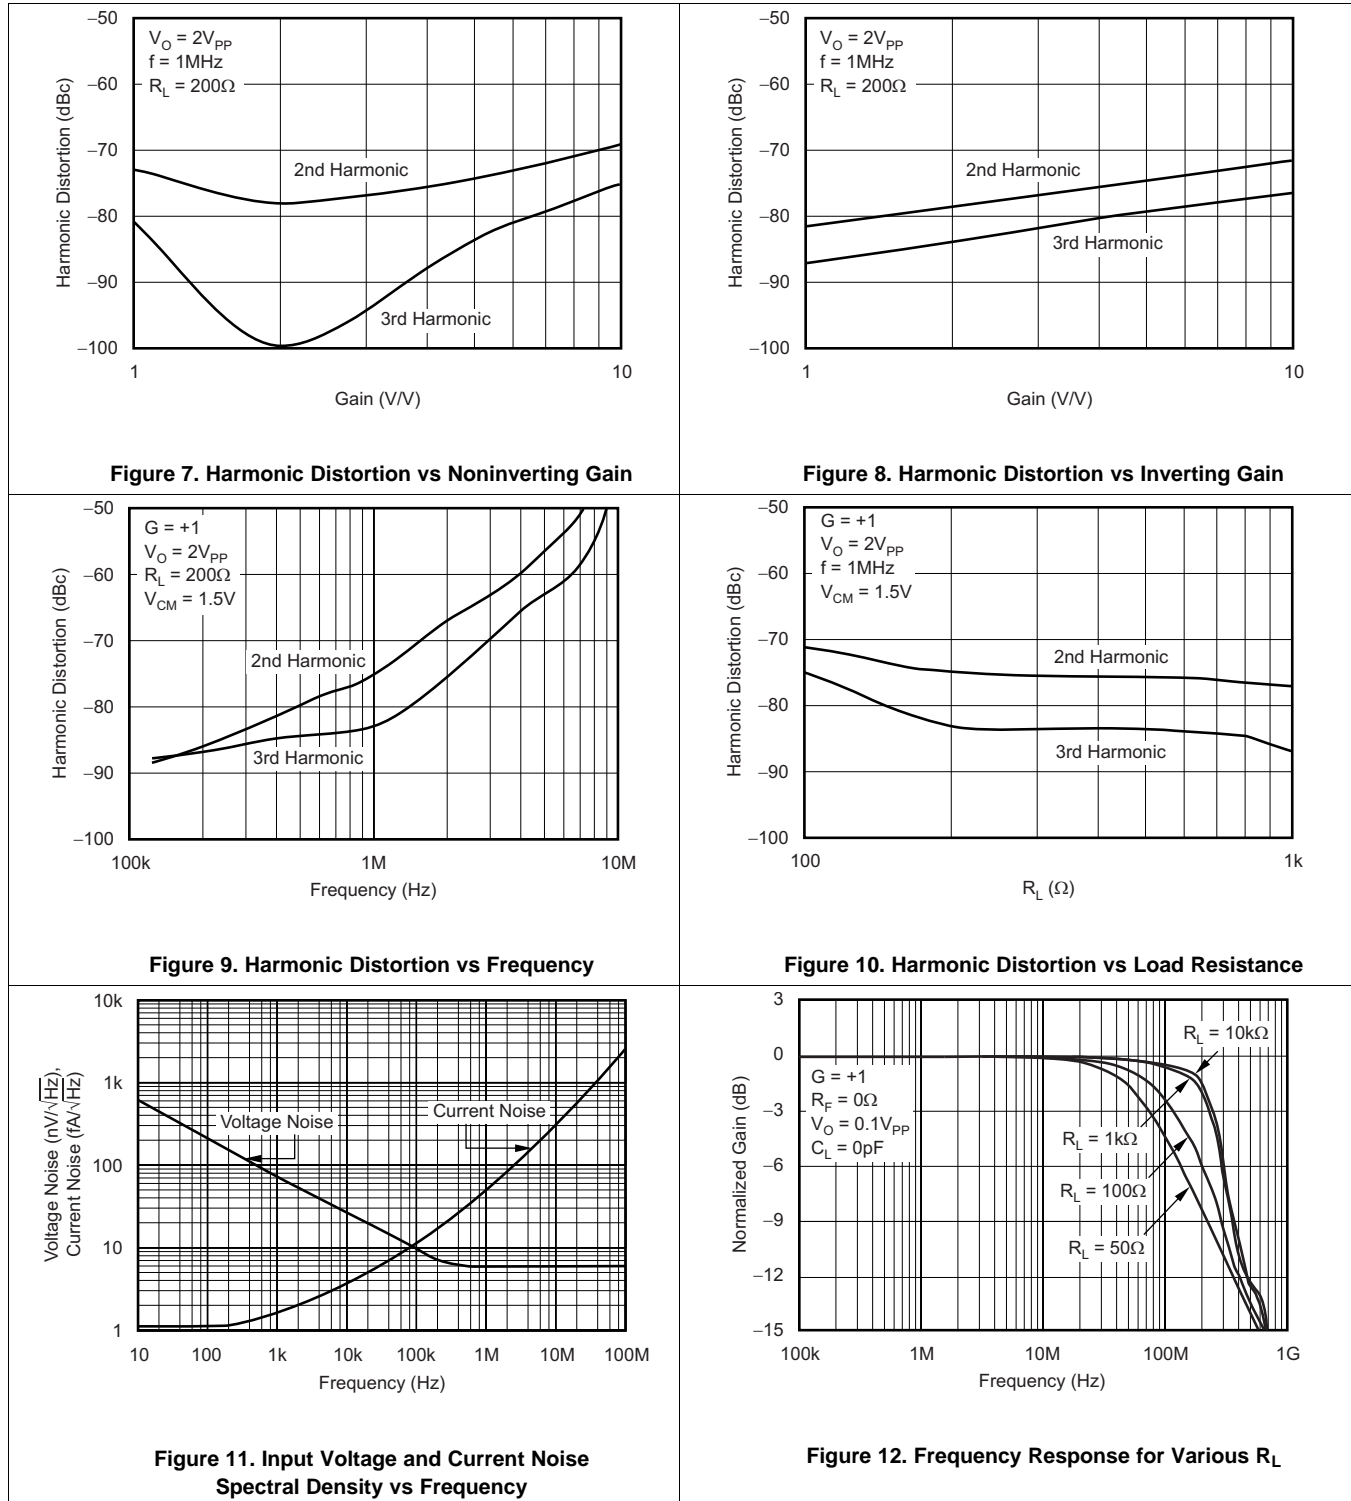 −50
−60
−70
−80
−90
−100
Harmonic Distortion (dBc)
V_O = 2V_PP
f = 1MHz
R_L = 200Ω
2nd Harmonic
3rd Harmonic
1
10
Gain (V/V)
Figure 7. Harmonic Distortion vs Noninverting Gain
−50
−60
−70
−80
−90
−100
Harmonic Distortion (dBc)
V_O = 2V_PP
f = 1MHz
R_L = 200Ω
2nd Harmonic
3rd Harmonic
1
10
Gain (V/V)
Figure 8. Harmonic Distortion vs Inverting Gain
−50
−60
−70
−80
−90
−100
Harmonic Distortion (dBc)
G = +1
V_O = 2V_PP
R_L = 200Ω
V_CM = 1.5V
2nd Harmonic
3rd Harmonic
100k
1M
10M
Frequency (Hz)
Figure 9. Harmonic Distortion vs Frequency
−50
−60
−70
−80
−90
−100
Harmonic Distortion (dBc)
G = +1
V_O = 2V_PP
f = 1MHz
V_CM = 1.5V
2nd Harmonic
3rd Harmonic
100
1k
R_L (Ω)
Figure 10. Harmonic Distortion vs Load Resistance
10k
1k
100
10
1
Voltage Noise (nV/√Hz),
Current Noise (fA/√Hz)
Voltage Noise
Current Noise
10
100
1k
10k
100k
1M
10M
100M
Frequency (Hz)
Figure 11. Input Voltage and Current Noise
Spectral Density vs Frequency
3
0
−3
−6
−9
−12
−15
Normalized Gain (dB)
G = +1
R_F = 0Ω
V_O = 0.1V_PP
C_L = 0pF
R_L = 10kΩ
R_L = 1kΩ
R_L = 100Ω
R_L = 50Ω
100k
1M
10M
100M
1G
Frequency (Hz)
Figure 12. Frequency Response for Various R_L